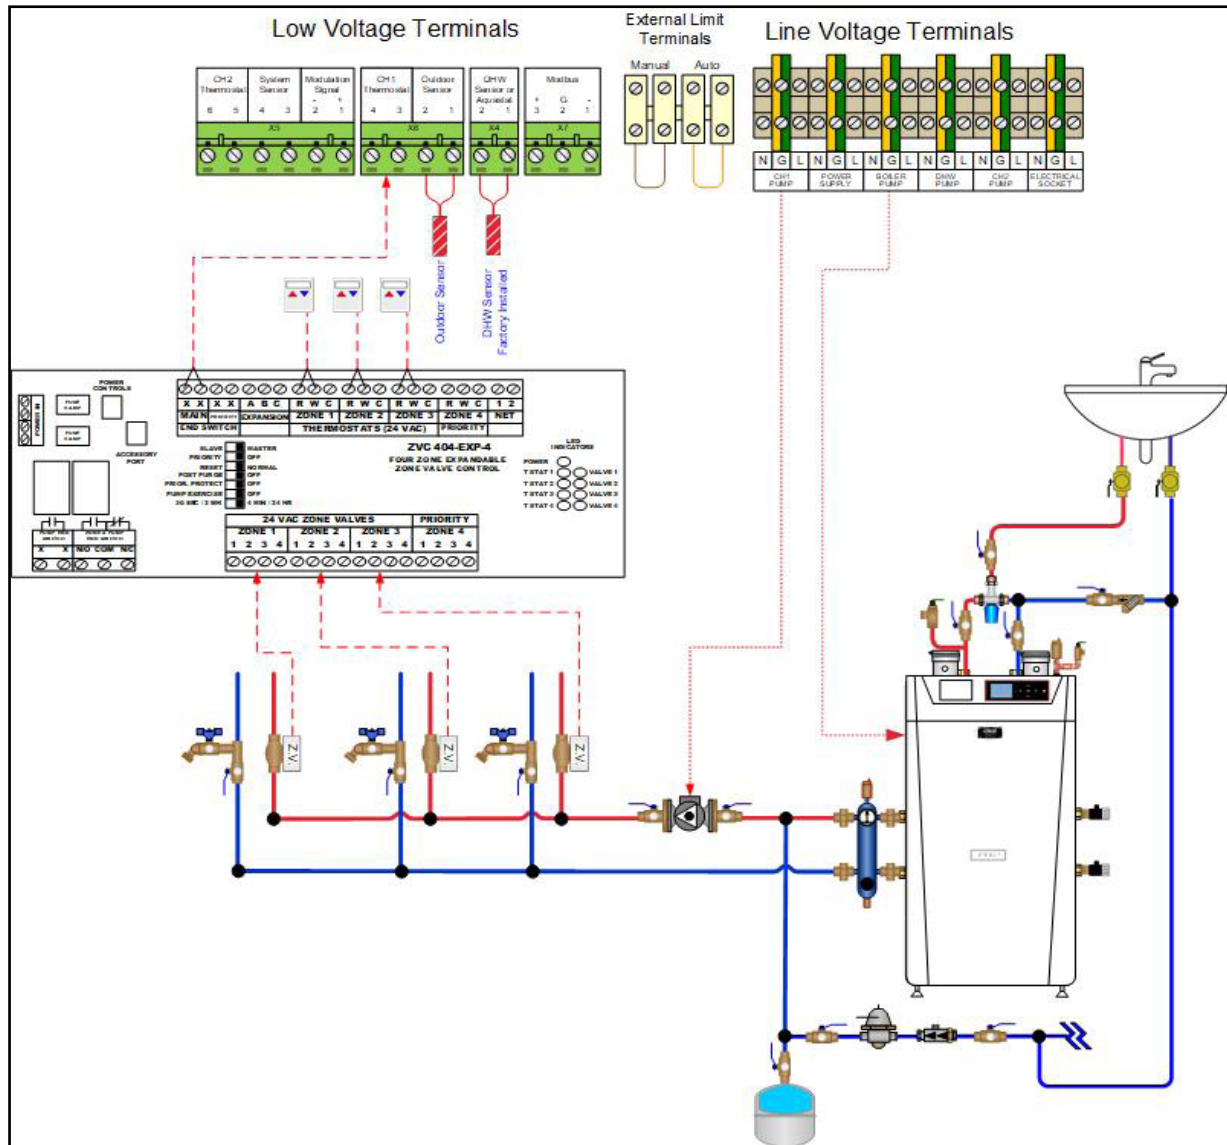 Low Voltage Terminals
External Limit
Terminals
Line Voltage Terminals
Manual Auto
CH2
Thermostat
System
Sensor
Modulation
Signal
CH1
Thermostat
Outdoor
Sensor
DHW
Sensor or
Aquastat
Modbus
- + + G -
6 5 4 3 2 1 4 3 2 1 2 1 3 2 1
X5 X6 X4 X7
N G L N G L N G L N G L N G L N G L
CH1
PUMP
POWER
SUPPLY
BOILER
PUMP
DHW
PUMP
CH2
PUMP
ELECTRICAL
SOCKET
Outdoor Sensor
DHW Sensor
Factory Installed
POWER
CONTROLS
POWER IN
ACCESSORY
PORT
X X X X A B C R W C R W C R W C R W C 1 2
MAIN PRIORITY EXPANSION ZONE 1 ZONE 2 ZONE 3 ZONE 4 NET
END SWITCH THERMOSTATS (24 VAC) PRIORITY
SLAVE MASTER
PRIORITY OFF
RESET NORMAL
POST PURGE OFF
PRIOR. PROTECT OFF
PUMP EXERCISE OFF
4 MIN / 24 HR
ZVC 404-EXP-4
FOUR ZONE EXPANDABLE
ZONE VALVE CONTROL
LED
INDICATORS
POWER
T STAT 1 VALVE 1
T STAT 2 VALVE 2
T STAT 3 VALVE 3
T STAT 4 VALVE 4
24 VAC ZONE VALVES PRIORITY
ZONE 1 ZONE 2 ZONE 3 ZONE 4
1 2 3 4 1 2 3 4 1 2 3 4 1 2 3 4
X X N/O COM N/C
Z.V.
Z.V.
Z.V.